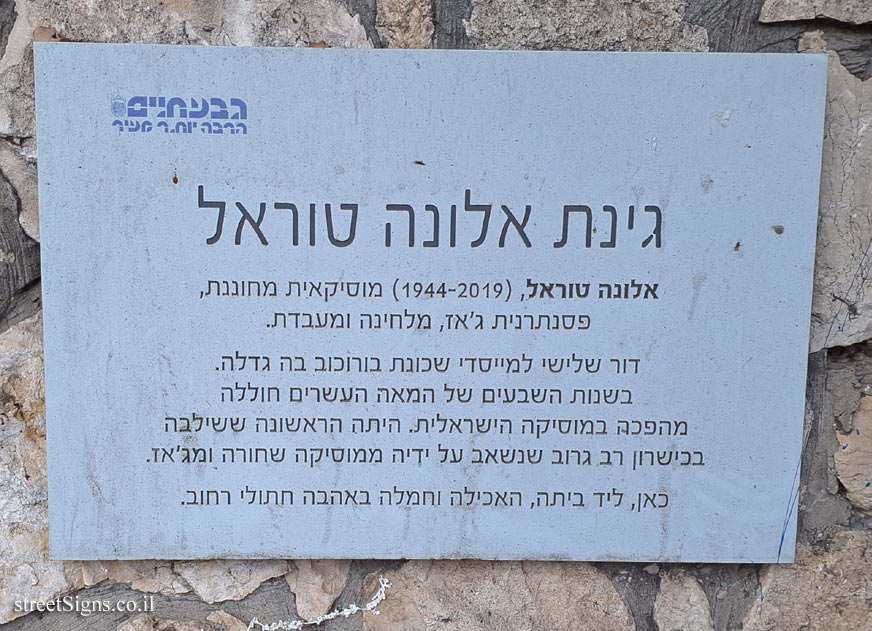 גבעתיים
הרבה יותר מעיר
גינת אלונה טוראל
אלונה טוראל, (1944-2019) מוסיקאית מחוננת,
פסנתרנית ג'אז, מלחינה ומעבדת.
דור שלישי למייסדי שכונת בורוכוב בה גדלה.
בשנות השבעים של המאה העשרים חוללה
מהפכה במוסיקה הישראלית. היתה הראשונה ששילבה
בכישרון רב גרוב שנשאב על ידיה ממוסיקה שחורה ומג'אז.
כאן, ליד ביתה, האכילה וחמלה באהבה חתולי רחוב.
streetSigns.co.il